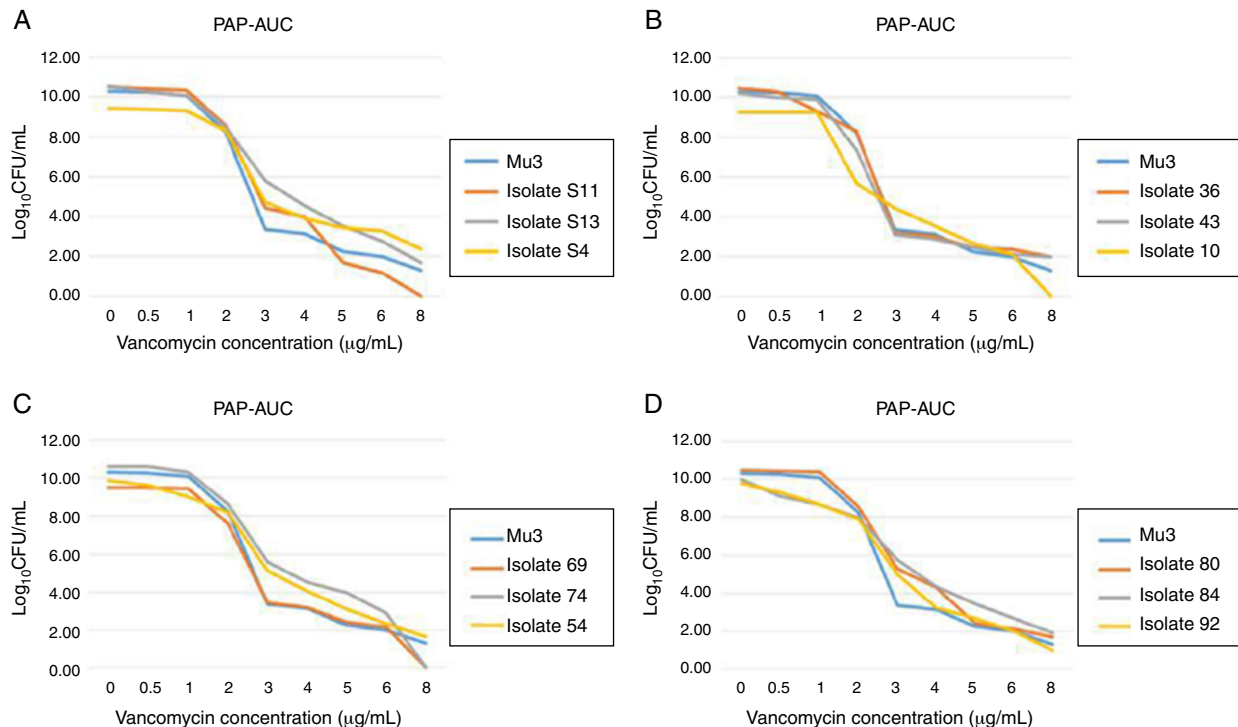 A
PAP-AUC
12.00
10.00
8.00
6.00
4.00
2.00
0.00
Log10CFU/mL
0 0.5 1 2 3 4 5 6 8
Vancomycin concentration (μg/mL)
Mu3
Isolate S11
Isolate S13
Isolate S4
B
PAP-AUC
12.00
10.00
8.00
6.00
4.00
2.00
0.00
Log10CFU/mL
0 0.5 1 2 3 4 5 6 8
Vancomycin concentration (μg/mL)
Mu3
Isolate 36
Isolate 43
Isolate 10
C
PAP-AUC
12.00
10.00
8.00
6.00
4.00
2.00
0.00
Log10CFU/mL
0 0.5 1 2 3 4 5 6 8
Vancomycin concentration (μg/mL)
Mu3
Isolate 69
Isolate 74
Isolate 54
D
PAP-AUC
12.00
10.00
8.00
6.00
4.00
2.00
0.00
Log10CFU/mL
0 0.5 1 2 3 4 5 6 8
Vancomycin concentration (μg/mL)
Mu3
Isolate 80
Isolate 84
Isolate 92